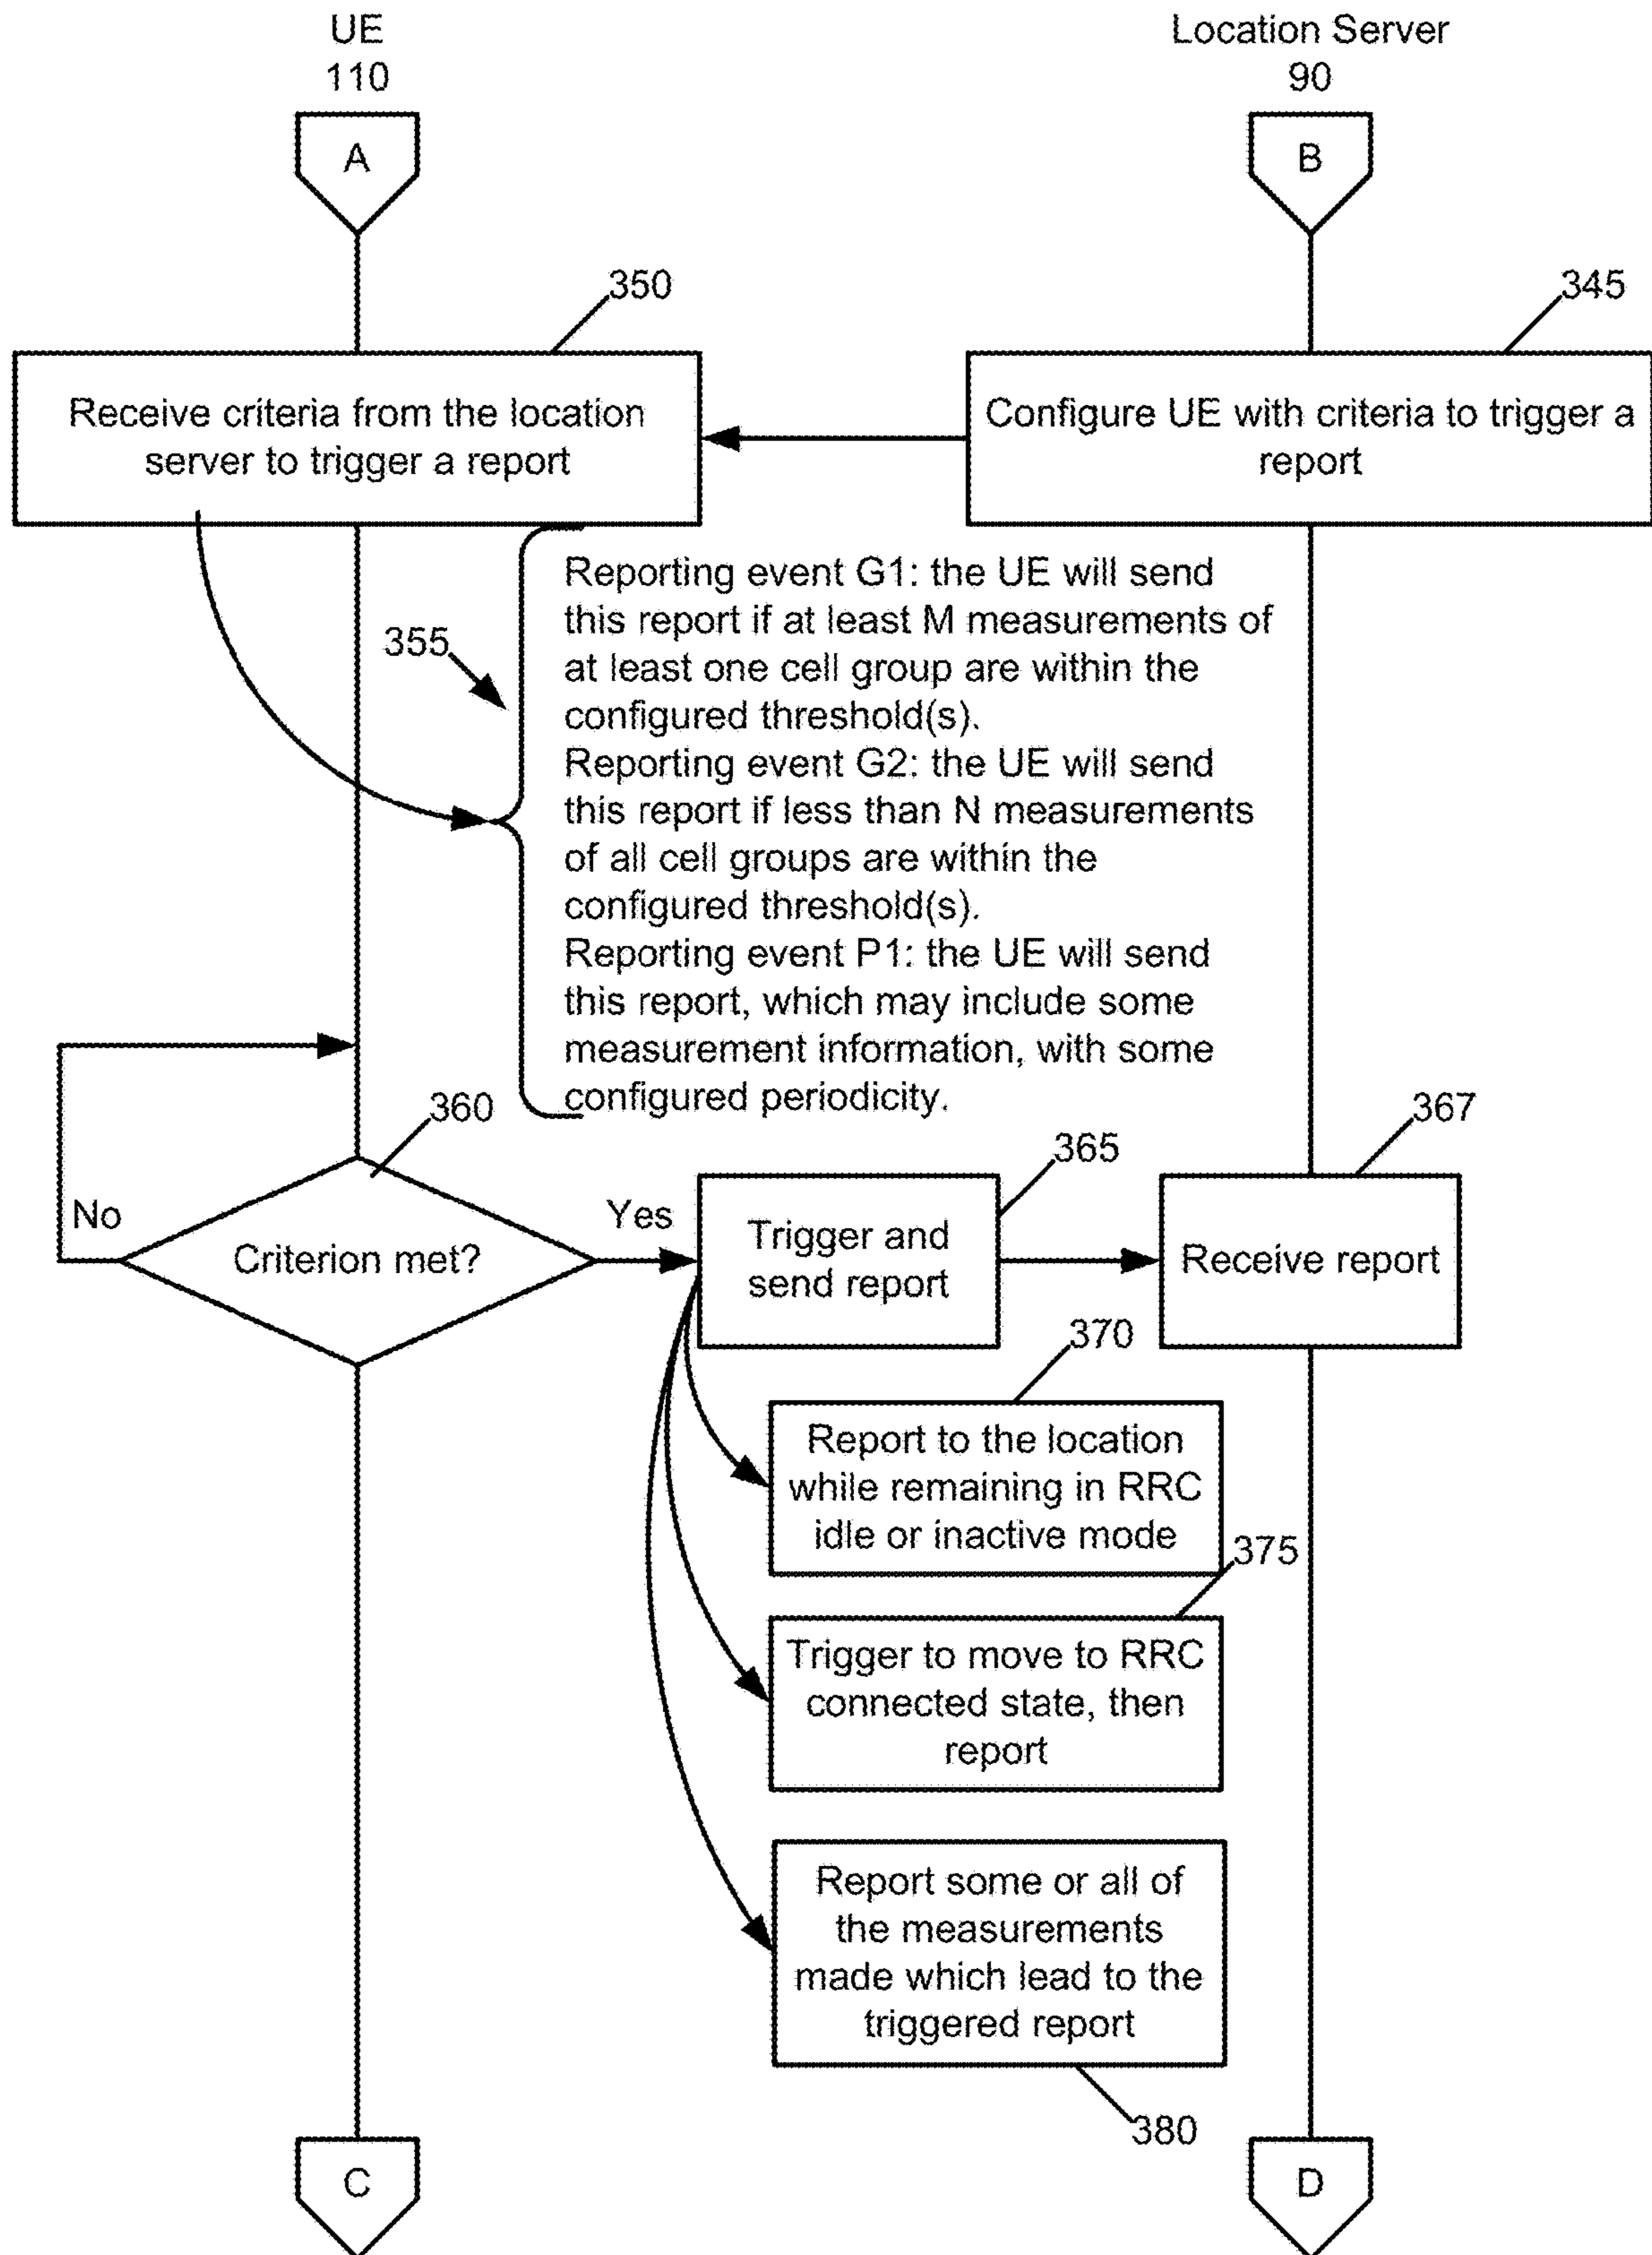 UE
110
Location Server
90
A
B
350
345
Receive criteria from the location
server to trigger a report
Configure UE with criteria to trigger a
report
355
Reporting event G1: the UE will send
this report if at least M measurements of
at least one cell group are within the
configured threshold(s).
Reporting event G2: the UE will send
this report if less than N measurements
of all cell groups are within the
configured threshold(s).
Reporting event P1: the UE will send
this report, which may include some
measurement information, with some
configured periodicity.
360
367
365
No
Yes
Criterion met?
Trigger and
send report
Receive report
370
Report to the location
while remaining in RRC
idle or inactive mode
375
Trigger to move to RRC
connected state, then
report
Report some or all of
the measurements
made which lead to the
triggered report
380
C
D